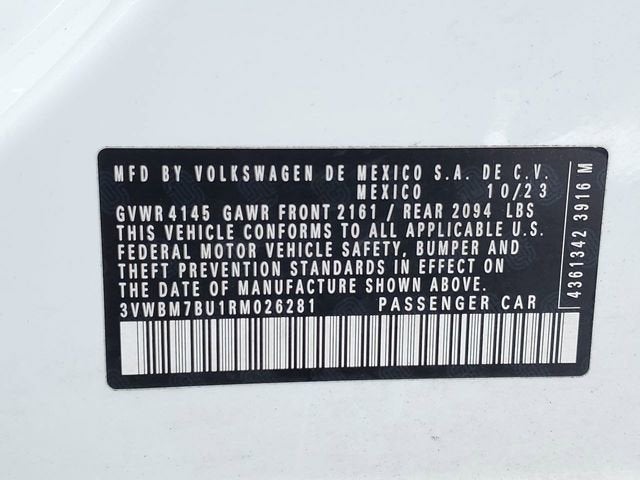 MFD BY VOLKSWAGEN DE MEXICO S.A. DE C.V.
MEXICO 10/23
GVWR 4145 GAWR FRONT 2161 / REAR 2094 LBS
THIS VEHICLE CONFORMS TO ALL APPLICABLE U.S.
FEDERAL MOTOR VEHICLE SAFETY, BUMPER AND
THEFT PREVENTION STANDARDS IN EFFECT ON
THE DATE OF MANUFACTURE SHOWN ABOVE.
3VWBM7BU1RM026281 PASSENGER CAR
4361342 3916 M